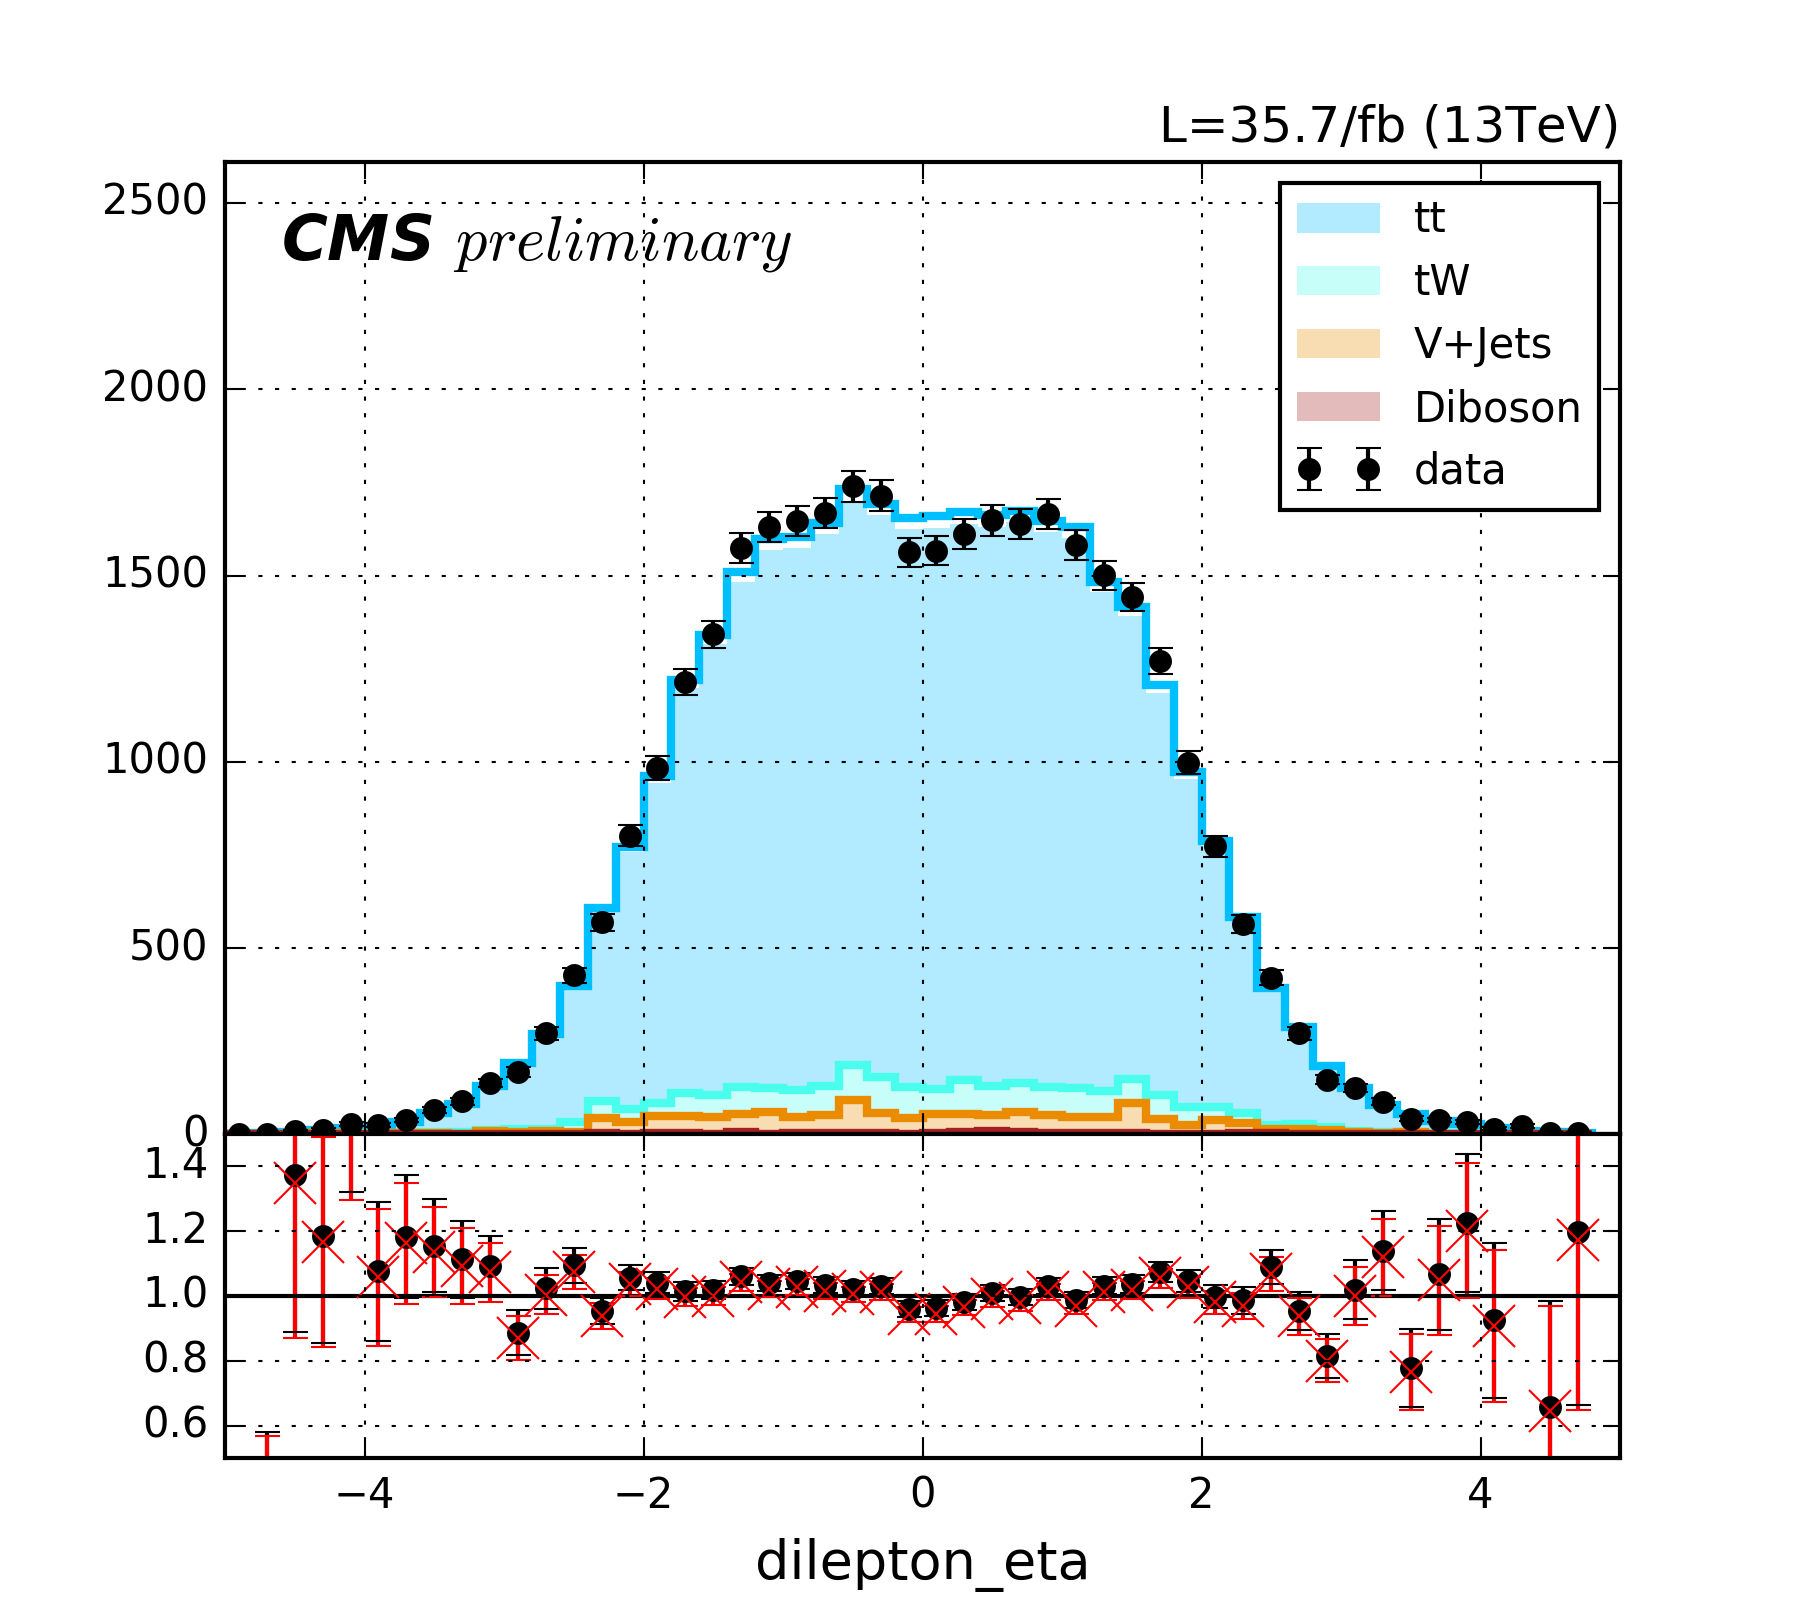 L=35.7/fb (13TeV)
CMS preliminary
tt
tW
V+Jets
Diboson
data
2500
2000
1500
1000
500
0
1.4
1.2
1.0
0.8
0.6
−4 −2 0 2 4
dilepton_eta